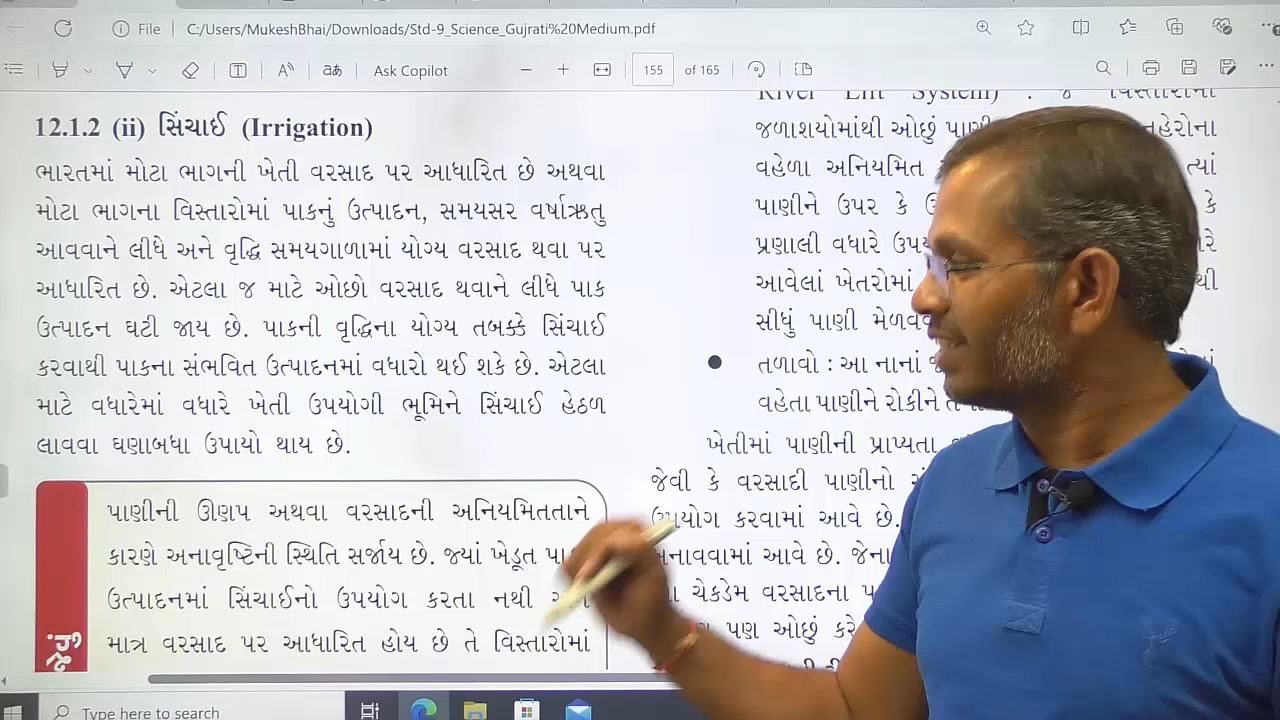 File C:/Users/MukeshBhai/Downloads/Std-9_Science_Gujrati%20Medium.pdf
Ask Copilot
155 of 165
12.1.2 (ii) સિંચાઈ (Irrigation)
ભારતમાં મોટા ભાગની ખેતી વરસાદ પર આધારિત છે અથવા
મોટા ભાગના વિસ્તારોમાં પાકનું ઉત્પાદન, સમયસર વર્ષાઋતુ
આવવાને લીધે અને વૃદ્ધિ સમયગાળામાં યોગ્ય વરસાદ થવા પર
આધારિત છે. એટલા જ માટે ઓછો વરસાદ થવાને લીધે પાક
ઉત્પાદન ઘટી જાય છે. પાકની વૃદ્ધિના યોગ્ય તબક્કે સિંચાઈ
કરવાથી પાકના સંભવિત ઉત્પાદનમાં વધારો થઈ શકે છે. એટલા
માટે વધારેમાં વધારે ખેતી ઉપયોગી ભૂમિને સિંચાઈ હેઠળ
લાવવા ઘણાબધા ઉપાયો થાય છે.
પાણીની ઊણપ અથવા વરસાદની અનિયમિતતાને
કારણે અનાવૃષ્ટિની સ્થિતિ સર્જાય છે. જ્યાં ખેડૂત
ઉત્પાદનમાં સિંચાઈનો ઉપયોગ કરતા નથી
માત્ર વરસાદ પર આધારિત હોય છે તે વિસ્તારોમાં
River Lift System) : જે વિસ્તારોમાં
જળાશયોમાંથી ઓછું નહેરોના
વહેળા અનિયમિત ત્યાં
પાણીને ઉપર કે કે
પ્રણાલી વધારે
આવેલાં ખેતરોમાં
સીધું પાણી
તળાવો : આ નાનાં
વહેતા પાણીને રોકીને
ખેતીમાં પાણીની પ્રાપ્યતા
જેવી કે વરસાદી પાણીનો
ઉપયોગ કરવામાં આવે છે.
બનાવવામાં આવે છે. જેના
ચેકડેમ વરસાદના
પણ ઓછું કરે
Type here to search